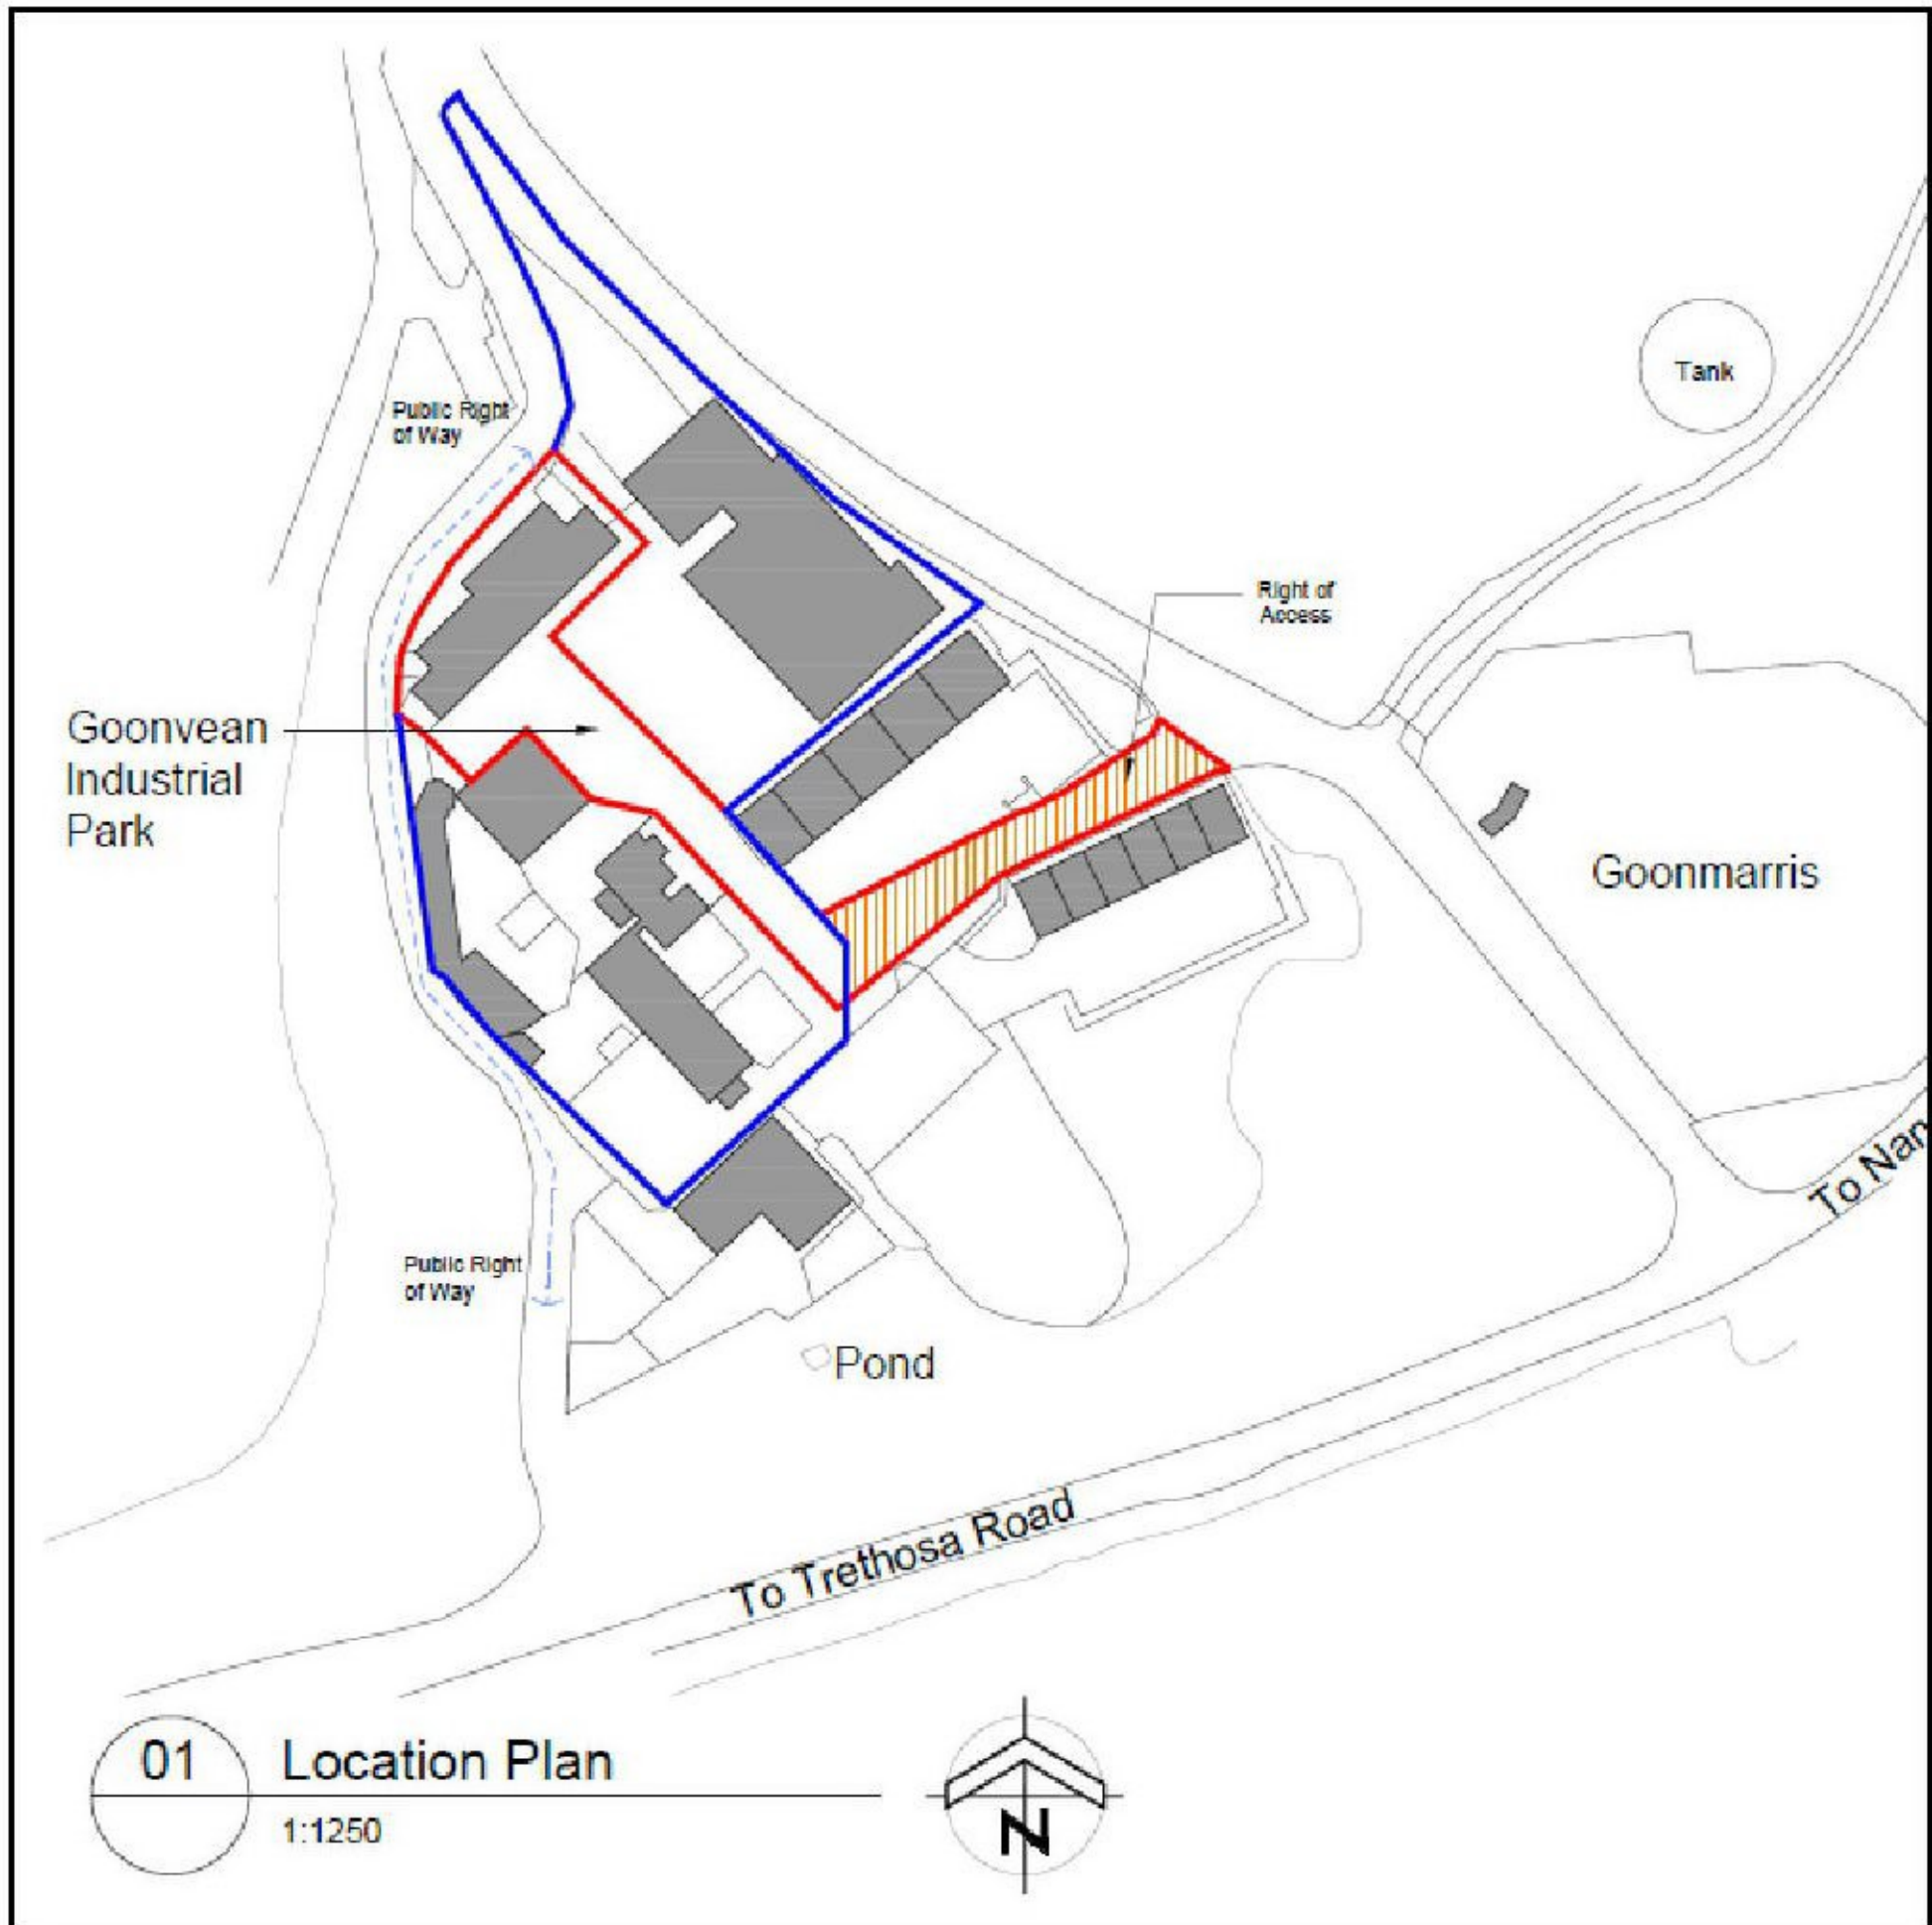 Tank
Public Right
of Way
Right of
Access
Goonvean
Industrial
Park
Goonmarris
To Nan
Public Right
of Way
Pond
To Trethosa Road
01 Location Plan
1:1250
N